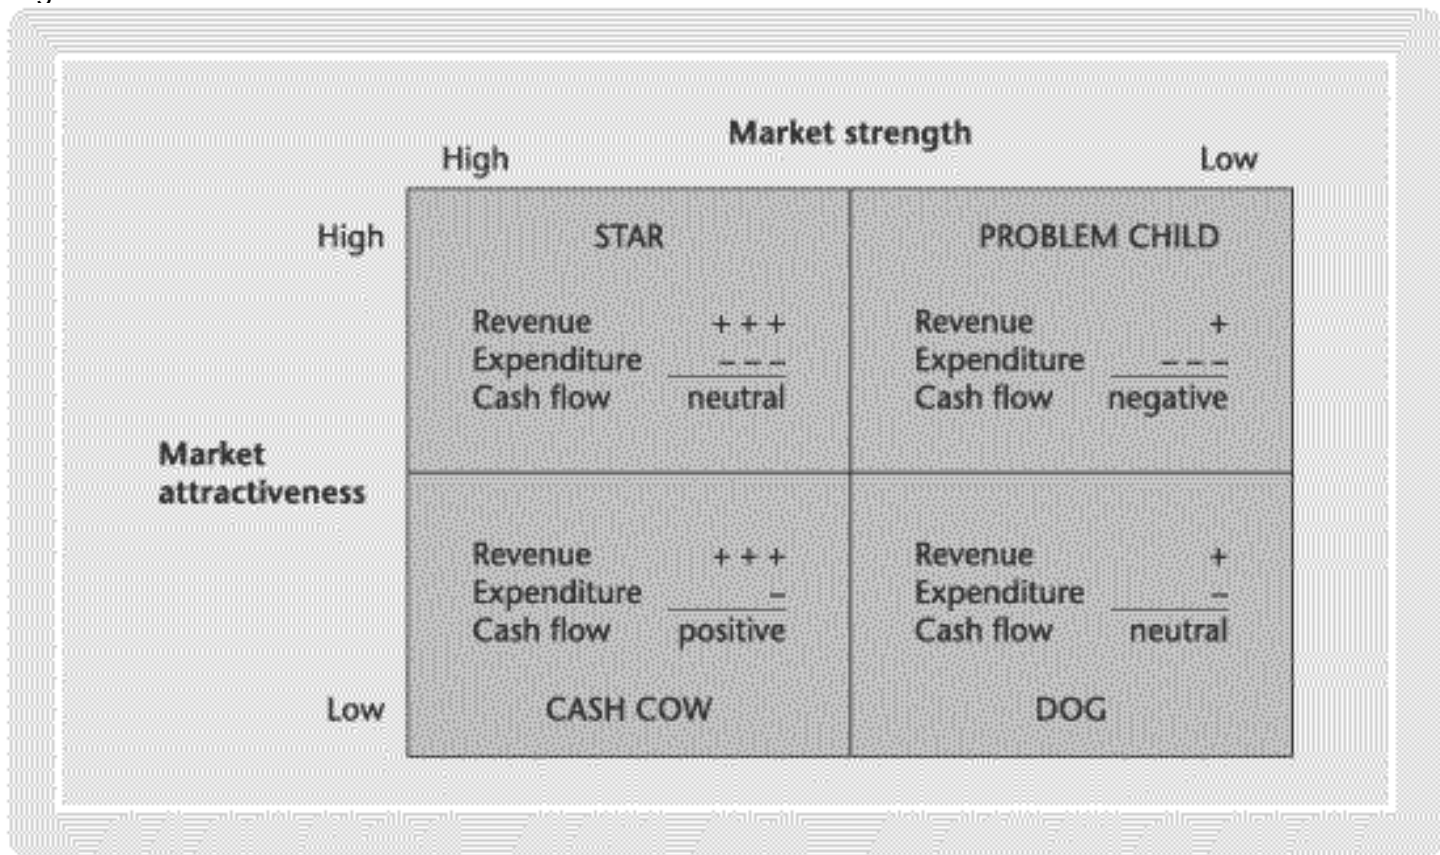 Market strength
High Low
High STAR PROBLEM CHILD
Revenue + + + Revenue +
Expenditure – – – Expenditure – – –
Cash flow neutral Cash flow negative
Market
attractiveness
Revenue + + + Revenue +
Expenditure – Expenditure –
Cash flow positive Cash flow neutral
Low CASH COW DOG